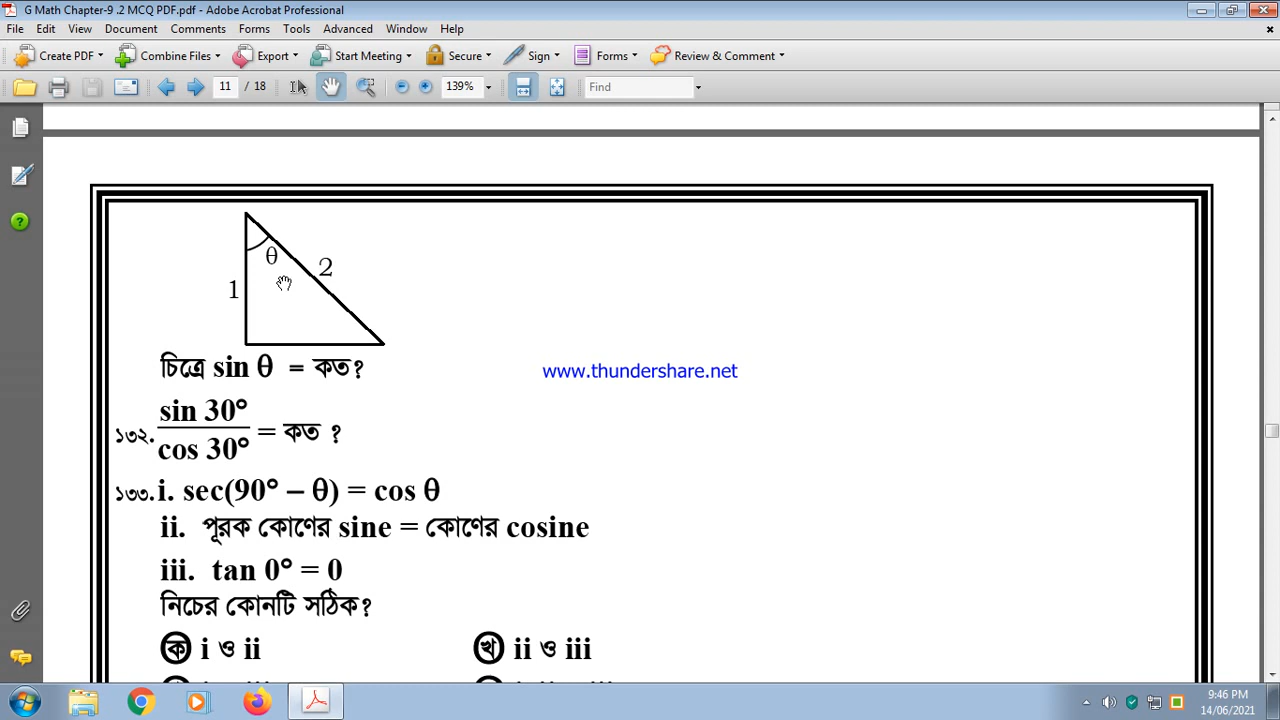 G Math Chapter-9 .2 MCQ PDF.pdf - Adobe Acrobat Professional
File Edit View Document Comments Forms Tools Advanced Window Help
Create PDF Combine Files Export Start Meeting Secure Sign Forms Review & Comment
11 / 18 139% Find
θ
2
1
চিত্রে sin θ = কত?
www.thundershare.net
১৩২. sin 30° / cos 30° = কত ?
১৩৩. i. sec(90° – θ) = cos θ
ii. পূরক কোণের sine = কোণের cosine
iii. tan 0° = 0
নিচের কোনটি সঠিক?
ক i ও ii খ ii ও iii
9:46 PM
14/06/2021